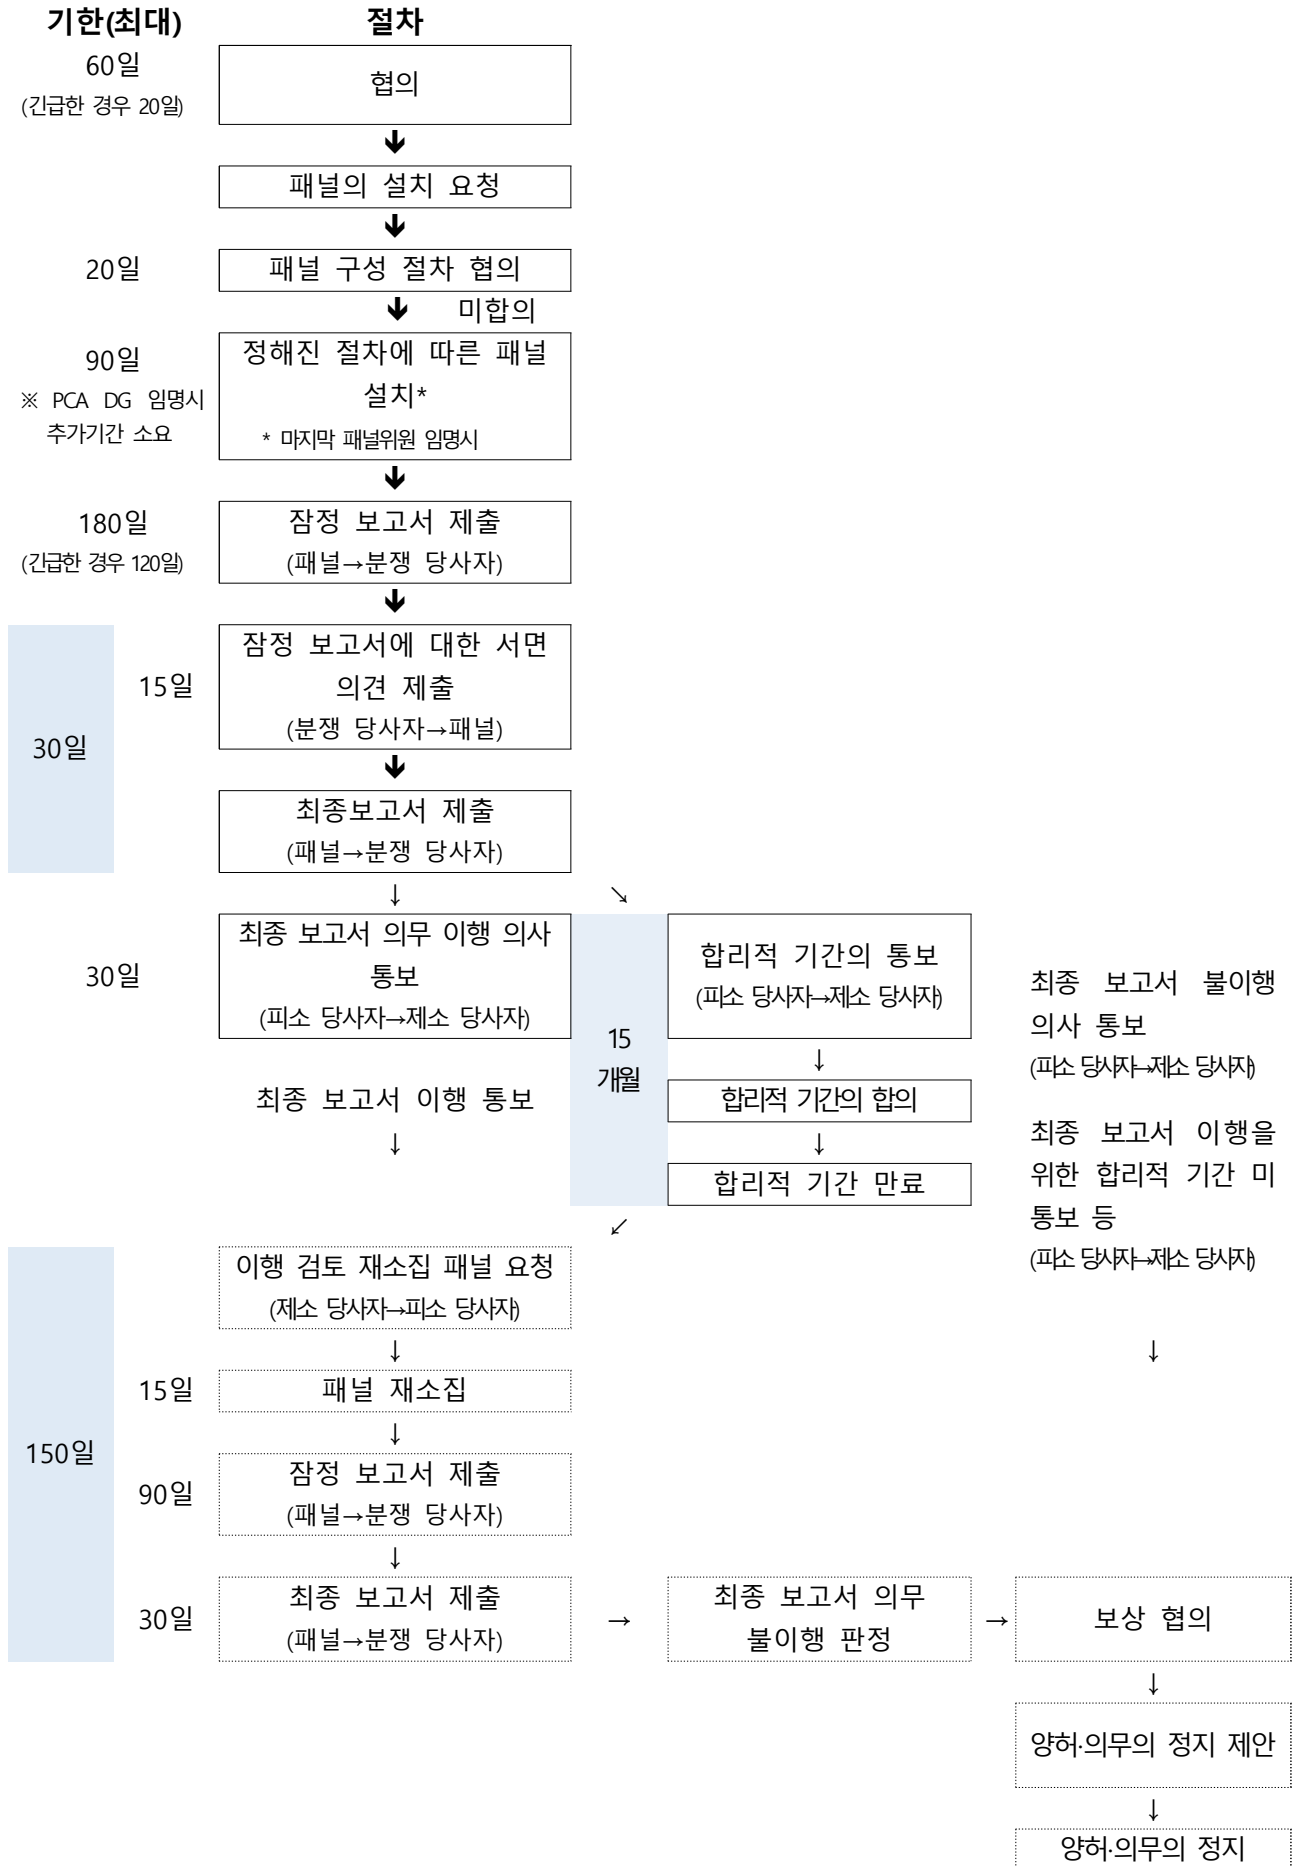 기한(최대) 절차
60일
(긴급한 경우 20일)
협의
🡻
패널의 설치 요청
🡻
20일
패널 구성 절차 협의
🡻 미합의
90일
※ PCA DG 임명시
추가기간 소요
정해진 절차에 따른 패널
설치*
* 마지막 패널위원 임명시
🡻
180일
(긴급한 경우 120일)
잠정 보고서 제출
(패널→분쟁 당사자)
🡻
30일
15일
잠정 보고서에 대한 서면
의견 제출
(분쟁 당사자→패널)
🡻
최종보고서 제출
(패널→분쟁 당사자)
↓ ↘
30일
최종 보고서 의무 이행 의사
통보
(피소 당사자→제소 당사자)
최종 보고서 이행 통보
↓
15
개월
합리적 기간의 통보
(피소 당사자→제소 당사자)
↓
합리적 기간의 합의
↓
합리적 기간 만료
↙
최종 보고서 불이행
의사 통보
(피소 당사자→제소 당사자)
최종 보고서 이행을
위한 합리적 기간 미
통보 등
(피소 당사자→제소 당사자)
↓
150일
이행 검토 재소집 패널 요청
(제소 당사자→피소 당사자)
↓
15일
패널 재소집
↓
90일
잠정 보고서 제출
(패널→분쟁 당사자)
↓
30일
최종 보고서 제출
(패널→분쟁 당사자)
→
최종 보고서 의무
불이행 판정
→
보상 협의
↓
양허·의무의 정지 제안
↓
양허·의무의 정지